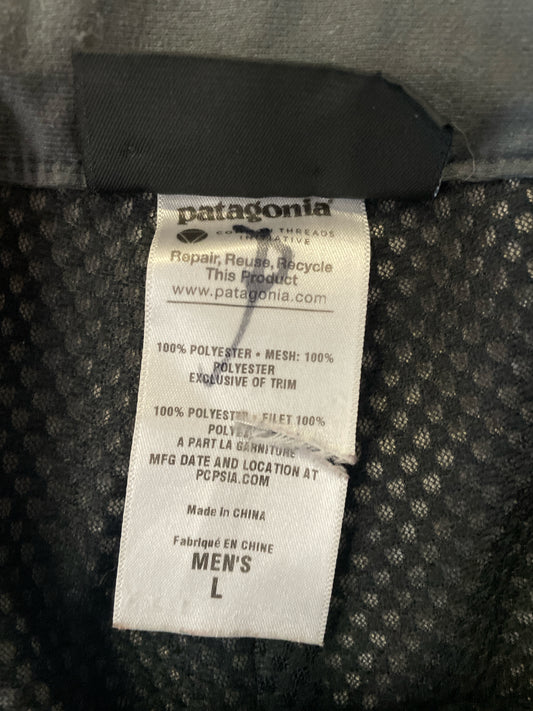 patagonia®
THREADS
INITIATIVE
Repair, Reuse, Recycle
This Product
www.patagonia.com
100% POLYESTER • MESH: 100%
POLYESTER
EXCLUSIVE OF TRIM
100% POLYESTER • FILET 100%
A PART LA GARNITURE
MFG DATE AND LOCATION AT
PCPSIA.COM
Made in CHINA
Fabriqué EN CHINE
MEN'S
L